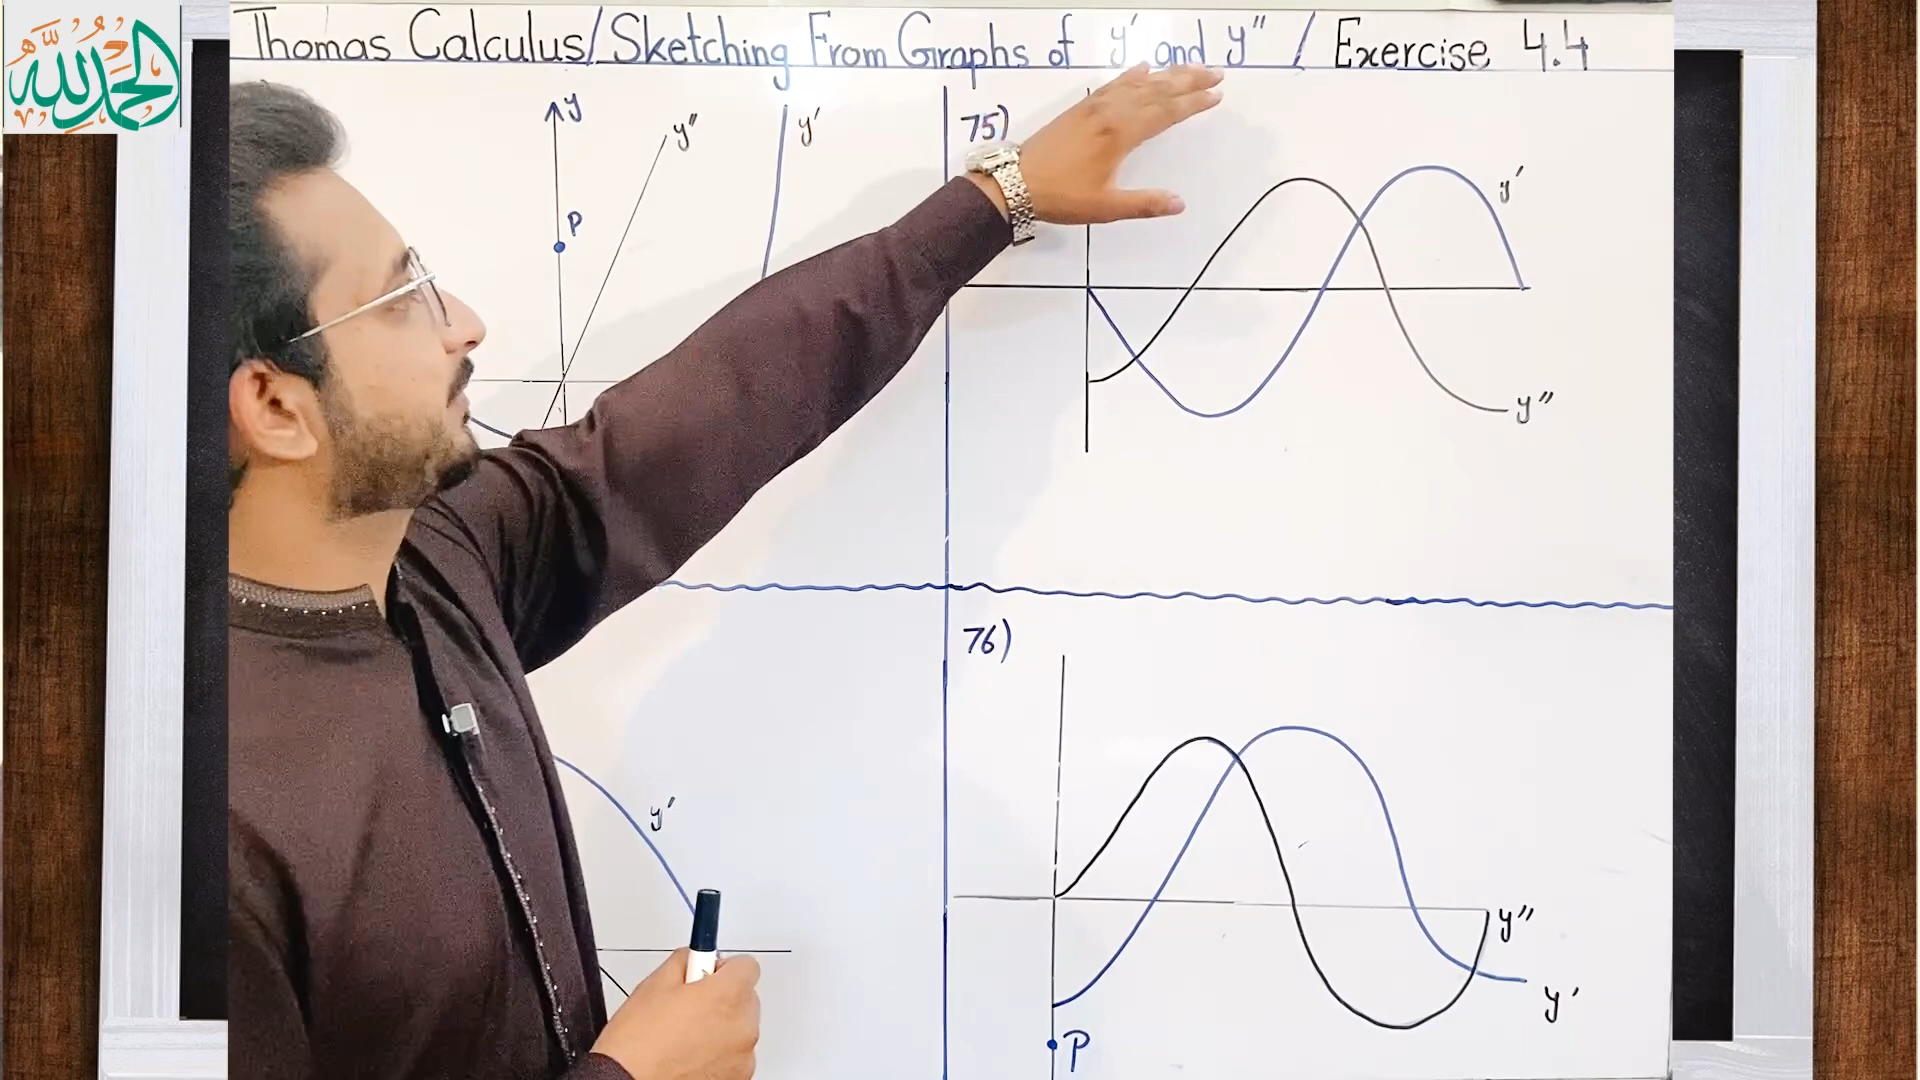 Thomas Calculus/Sketching From Graphs of y′ and y″ / Exercise 4.4
الحمد لله
y
y″
y′
P
75)
y′
y″
76)
y′
y″
y′
P